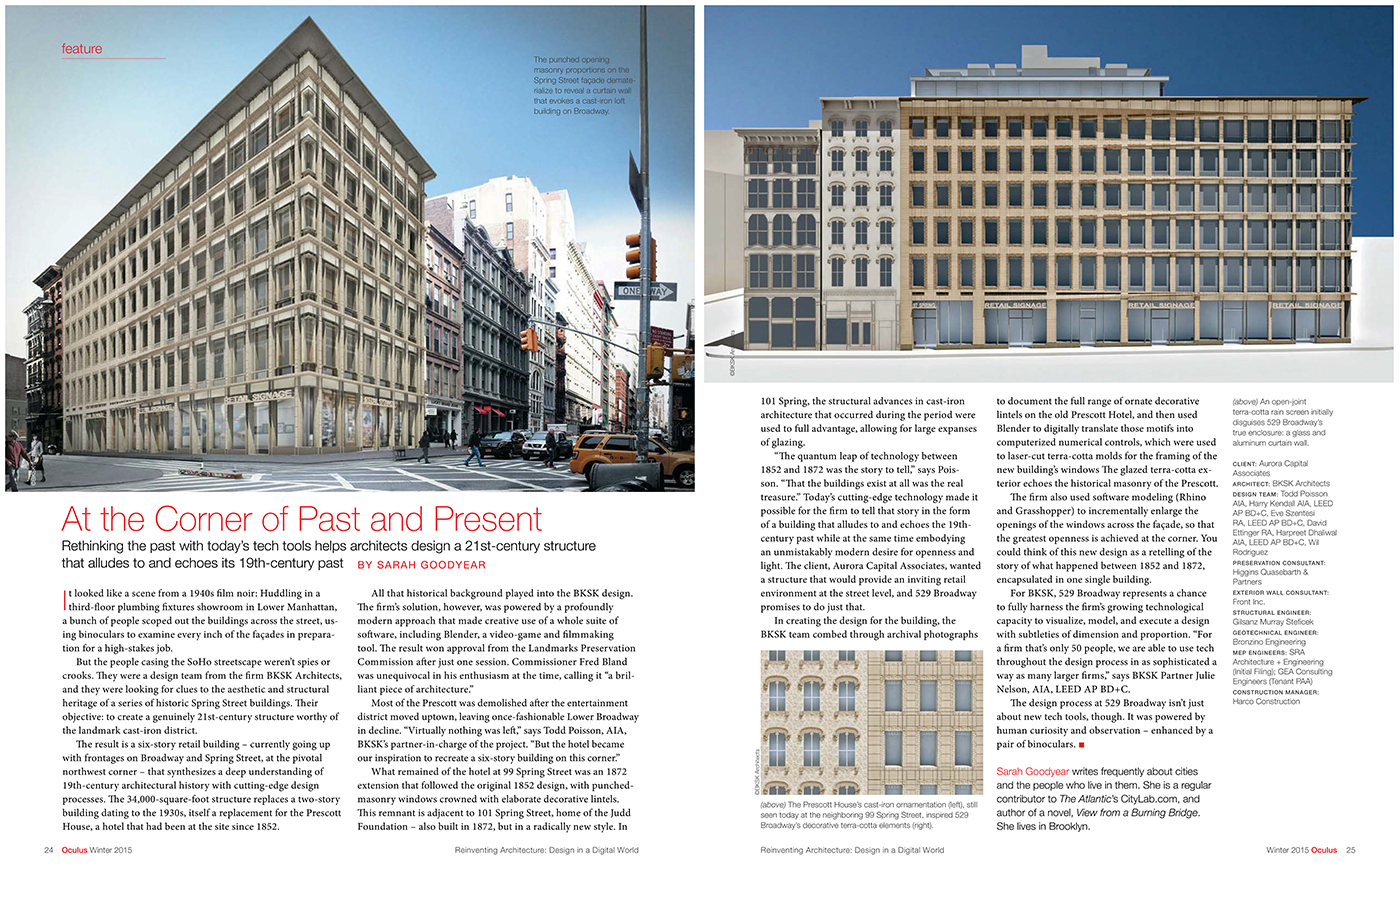 feature
The punched opening
masonry proportions on the
Spring Street façade demate-
rialize to reveal a curtain wall
that evokes a cast-iron loft
building on Broadway.
ONE WAY
RETAIL SIGNAGE
RETAIL SIGNAGE
At the Corner of Past and Present
Rethinking the past with today's tech tools helps architects design a 21st-century structure
that alludes to and echoes its 19th-century past BY SARAH GOODYEAR
It looked like a scene from a 1940s film noir: Huddling in a
third-floor plumbing fixtures showroom in Lower Manhattan,
a bunch of people scoped out the buildings across the street, us-
ing binoculars to examine every inch of the façades in prepara-
tion for a high-stakes job.
But the people casing the SoHo streetscape weren't spies or
crooks. They were a design team from the firm BKSK Architects,
and they were looking for clues to the aesthetic and structural
heritage of a series of historic Spring Street buildings. Their
objective: to create a genuinely 21st-century structure worthy of
the landmark cast-iron district.
The result is a six-story retail building – currently going up
with frontages on Broadway and Spring Street, at the pivotal
northwest corner – that synthesizes a deep understanding of
19th-century architectural history with cutting-edge design
processes. The 34,000-square-foot structure replaces a two-story
building dating to the 1930s, itself a replacement for the Prescott
House, a hotel that had been at the site since 1852.
All that historical background played into the BKSK design.
The firm's solution, however, was powered by a profoundly
modern approach that made creative use of a whole suite of
software, including Blender, a video-game and filmmaking
tool. The result won approval from the Landmarks Preservation
Commission after just one session. Commissioner Fred Bland
was unequivocal in his enthusiasm at the time, calling it "a bril-
liant piece of architecture."
Most of the Prescott was demolished after the entertainment
district moved uptown, leaving once-fashionable Lower Broadway
in decline. "Virtually nothing was left," says Todd Poisson, AIA,
BKSK's partner-in-charge of the project. "But the hotel became
our inspiration to recreate a six-story building on this corner."
What remained of the hotel at 99 Spring Street was an 1872
extension that followed the original 1852 design, with punched-
masonry windows crowned with elaborate decorative lintels.
This remnant is adjacent to 101 Spring Street, home of the Judd
Foundation – also built in 1872, but in a radically new style. In
24 Oculus Winter 2015
Reinventing Architecture: Design in a Digital World
RETAIL SIGNAGE
RETAIL SIGNAGE
RETAIL SIGNAGE
101 Spring, the structural advances in cast-iron
architecture that occurred during the period were
used to full advantage, allowing for large expanses
of glazing.
"The quantum leap of technology between
1852 and 1872 was the story to tell," says Pois-
son. "That the buildings exist at all was the real
treasure." Today's cutting-edge technology made it
possible for the firm to tell that story in the form
of a building that alludes to and echoes the 19th-
century past while at the same time embodying
an unmistakably modern desire for openness and
light. The client, Aurora Capital Associates, wanted
a structure that would provide an inviting retail
environment at the street level, and 529 Broadway
promises to do just that.
In creating the design for the building, the
BKSK team combed through archival photographs
©BKSK Architects
(above) The Prescott House's cast-iron ornamentation (left), still
seen today at the neighboring 99 Spring Street, inspired 529
Broadway's decorative terra-cotta elements (right).
to document the full range of ornate decorative
lintels on the old Prescott Hotel, and then used
Blender to digitally translate those motifs into
computerized numerical controls, which were used
to laser-cut terra-cotta molds for the framing of the
new building's windows The glazed terra-cotta ex-
terior echoes the historical masonry of the Prescott.
The firm also used software modeling (Rhino
and Grasshopper) to incrementally enlarge the
openings of the windows across the façade, so that
the greatest openness is achieved at the corner. You
could think of this new design as a retelling of the
story of what happened between 1852 and 1872,
encapsulated in one single building.
For BKSK, 529 Broadway represents a chance
to fully harness the firm's growing technological
capacity to visualize, model, and execute a design
with subtleties of dimension and proportion. "For
a firm that's only 50 people, we are able to use tech
throughout the design process in as sophisticated a
way as many larger firms," says BKSK Partner Julie
Nelson, AIA, LEED AP BD+C.
The design process at 529 Broadway isn't just
about new tech tools, though. It was powered by
human curiosity and observation – enhanced by a
pair of binoculars. ■
Sarah Goodyear writes frequently about cities
and the people who live in them. She is a regular
contributor to The Atlantic's CityLab.com, and
author of a novel, View from a Burning Bridge.
She lives in Brooklyn.
(above) An open-joint
terra-cotta rain screen initially
disguises 529 Broadway's
true enclosure: a glass and
aluminum curtain wall.
CLIENT: Aurora Capital
Associates
ARCHITECT: BKSK Architects
DESIGN TEAM: Todd Poisson
AIA, Harry Kendall AIA, LEED
AP BD+C, Eve Szentesi
RA, LEED AP BD+C, David
Ettinger RA, Harpreet Dhaliwal
AIA, LEED AP BD+C, Wil
Rodriguez
PRESERVATION CONSULTANT:
Higgins Quasebarth &
Partners
EXTERIOR WALL CONSULTANT:
Front Inc.
STRUCTURAL ENGINEER:
Gilsanz Murray Steficek
GEOTECHNICAL ENGINEER:
Bronzino Engineering
MEP ENGINEERS: SRA
Architecture + Engineering
(Initial Filing); GEA Consulting
Engineers (Tenant PAA)
CONSTRUCTION MANAGER:
Harco Construction
Reinventing Architecture: Design in a Digital World
Winter 2015 Oculus 25